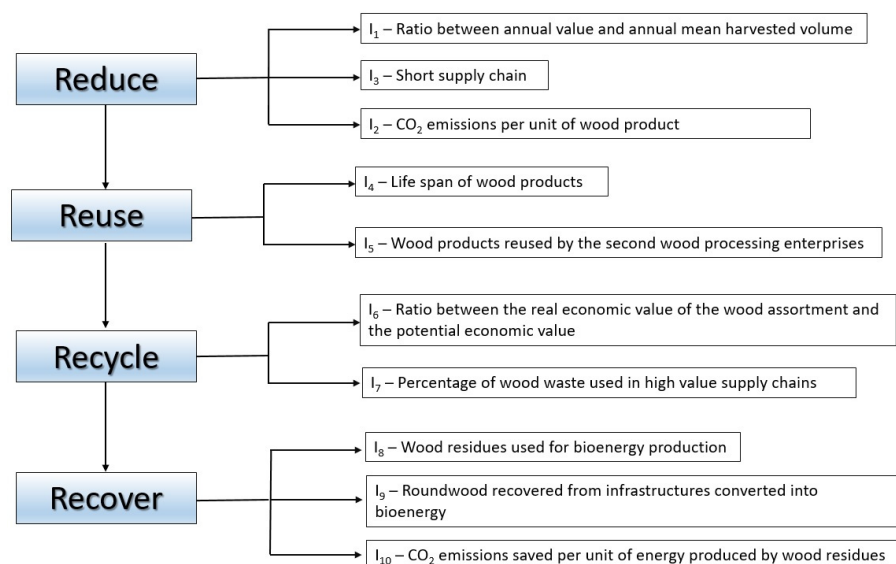 Reduce
I₁ – Ratio between annual value and annual mean harvested volume
I₃ – Short supply chain
I₂ – CO₂ emissions per unit of wood product
Reuse
I₄ – Life span of wood products
I₅ – Wood products reused by the second wood processing enterprises
Recycle
I₆ – Ratio between the real economic value of the wood assortment and
the potential economic value
I₇ – Percentage of wood waste used in high value supply chains
Recover
I₈ – Wood residues used for bioenergy production
I₉ – Roundwood recovered from infrastructures converted into
bioenergy
I₁₀ – CO₂ emissions saved per unit of energy produced by wood residues